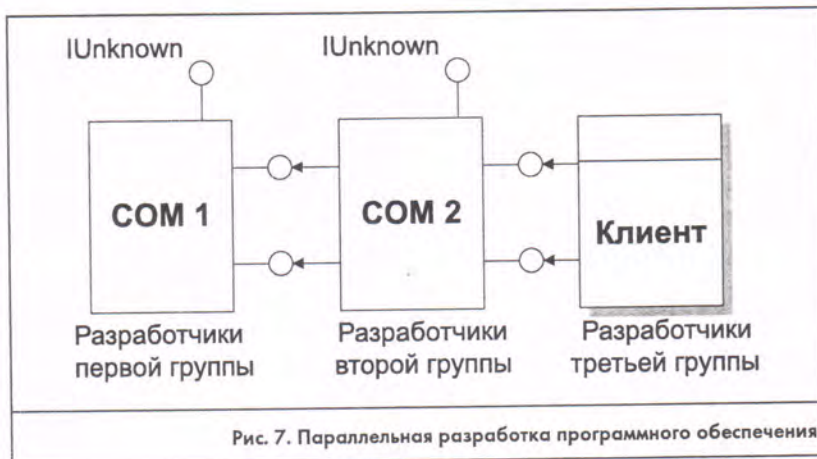 IUnknown
IUnknown
COM 1
COM 2
Клиент
Разработчики
первой группы
Разработчики
второй группы
Разработчики
третьей группы
Рис. 7. Параллельная разработка программного обеспечения